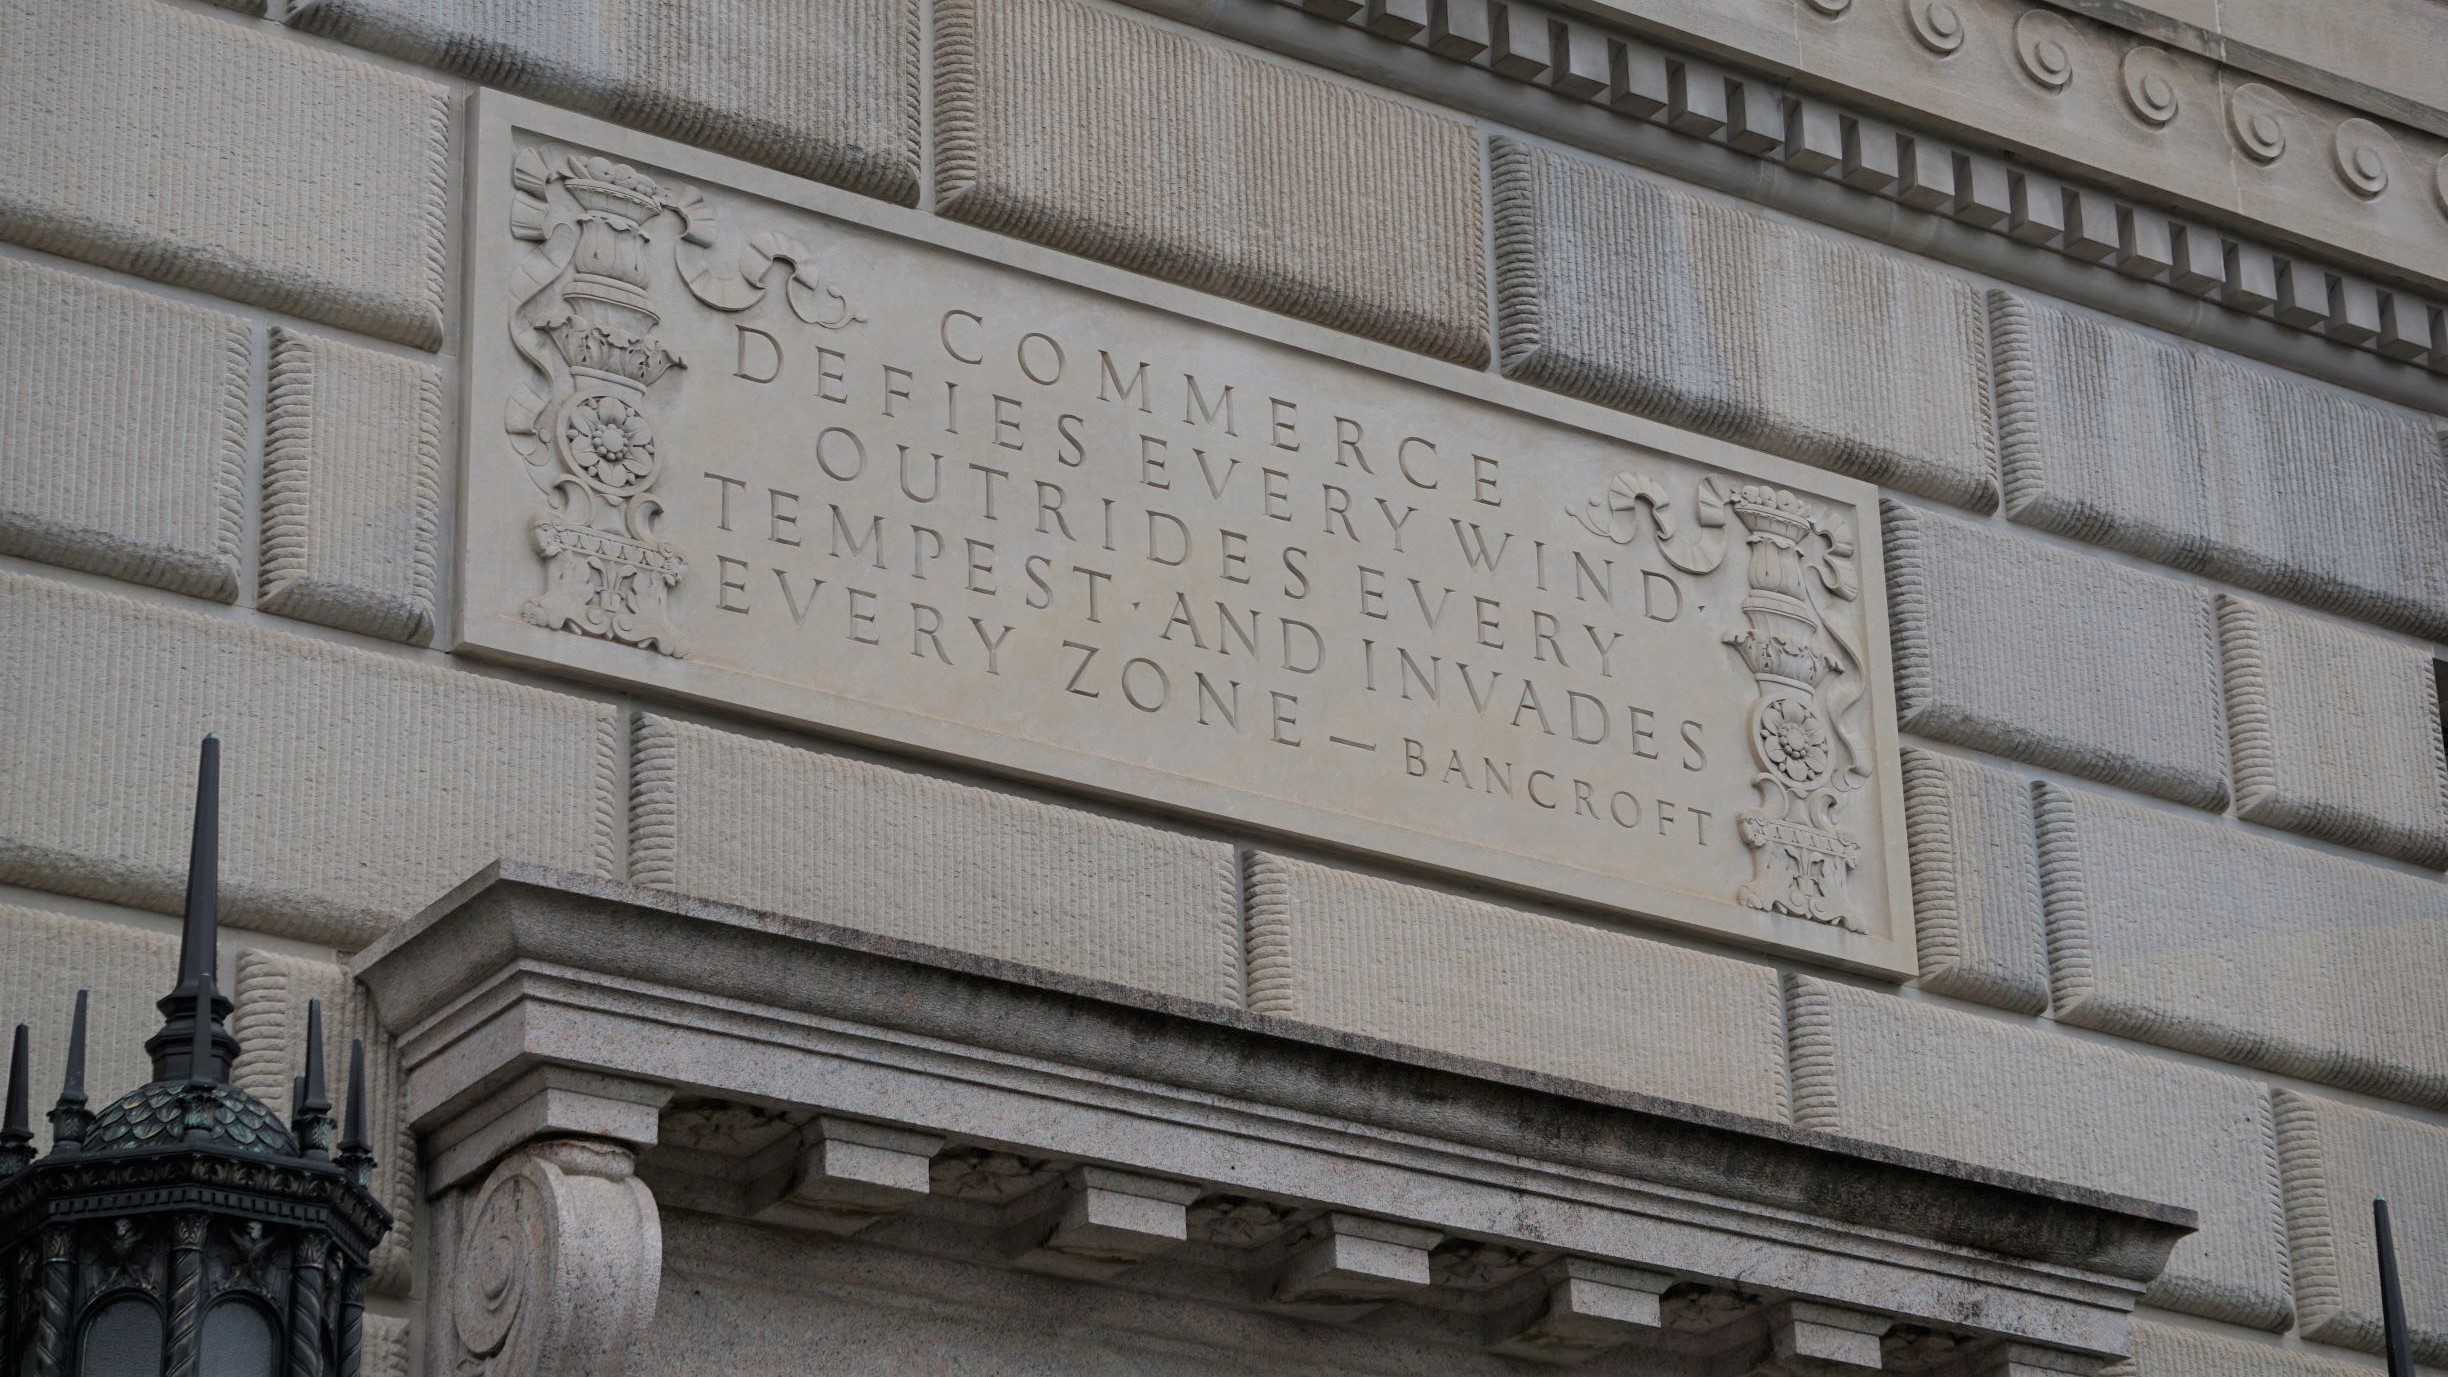 COMMERCE
DEFIES EVERY WIND ·
OUTRIDES EVERY
TEMPEST · AND INVADES
EVERY ZONE — BANCROFT